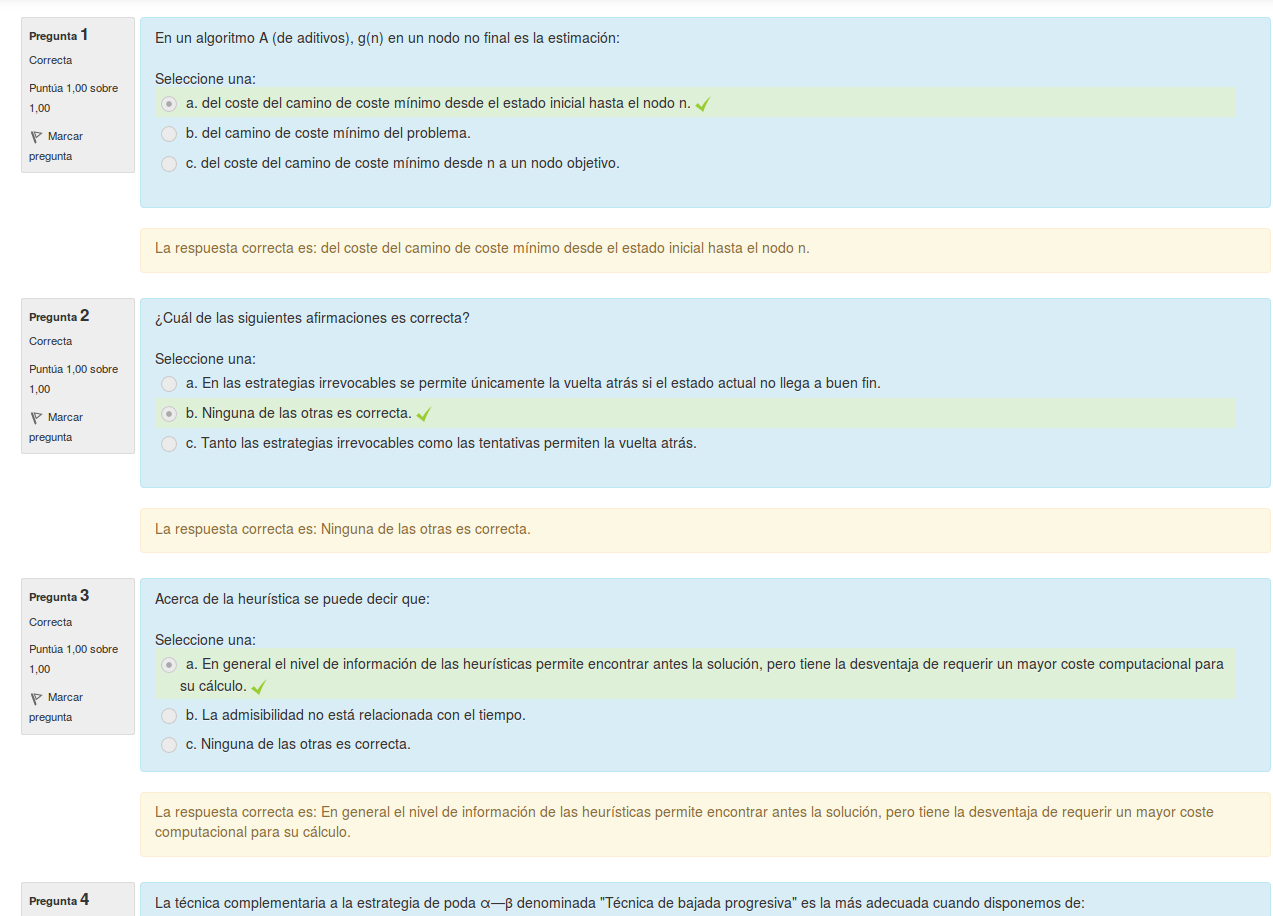 Pregunta 1
Correcta
Puntúa 1,00 sobre
1,00
Marcar
pregunta
En un algoritmo A (de aditivos), g(n) en un nodo no final es la estimación:
Seleccione una:
a. del coste del camino de coste mínimo desde el estado inicial hasta el nodo n.
b. del camino de coste mínimo del problema.
c. del coste del camino de coste mínimo desde n a un nodo objetivo.
La respuesta correcta es: del coste del camino de coste mínimo desde el estado inicial hasta el nodo n.
Pregunta 2
Correcta
Puntúa 1,00 sobre
1,00
Marcar
pregunta
¿Cuál de las siguientes afirmaciones es correcta?
Seleccione una:
a. En las estrategias irrevocables se permite únicamente la vuelta atrás si el estado actual no llega a buen fin.
b. Ninguna de las otras es correcta.
c. Tanto las estrategias irrevocables como las tentativas permiten la vuelta atrás.
La respuesta correcta es: Ninguna de las otras es correcta.
Pregunta 3
Correcta
Puntúa 1,00 sobre
1,00
Marcar
pregunta
Acerca de la heurística se puede decir que:
Seleccione una:
a. En general el nivel de información de las heurísticas permite encontrar antes la solución, pero tiene la desventaja de requerir un mayor coste computacional para
su cálculo.
b. La admisibilidad no está relacionada con el tiempo.
c. Ninguna de las otras es correcta.
La respuesta correcta es: En general el nivel de información de las heurísticas permite encontrar antes la solución, pero tiene la desventaja de requerir un mayor coste
computacional para su cálculo.
Pregunta 4
La técnica complementaria a la estrategia de poda α—β denominada "Técnica de bajada progresiva" es la más adecuada cuando disponemos de: